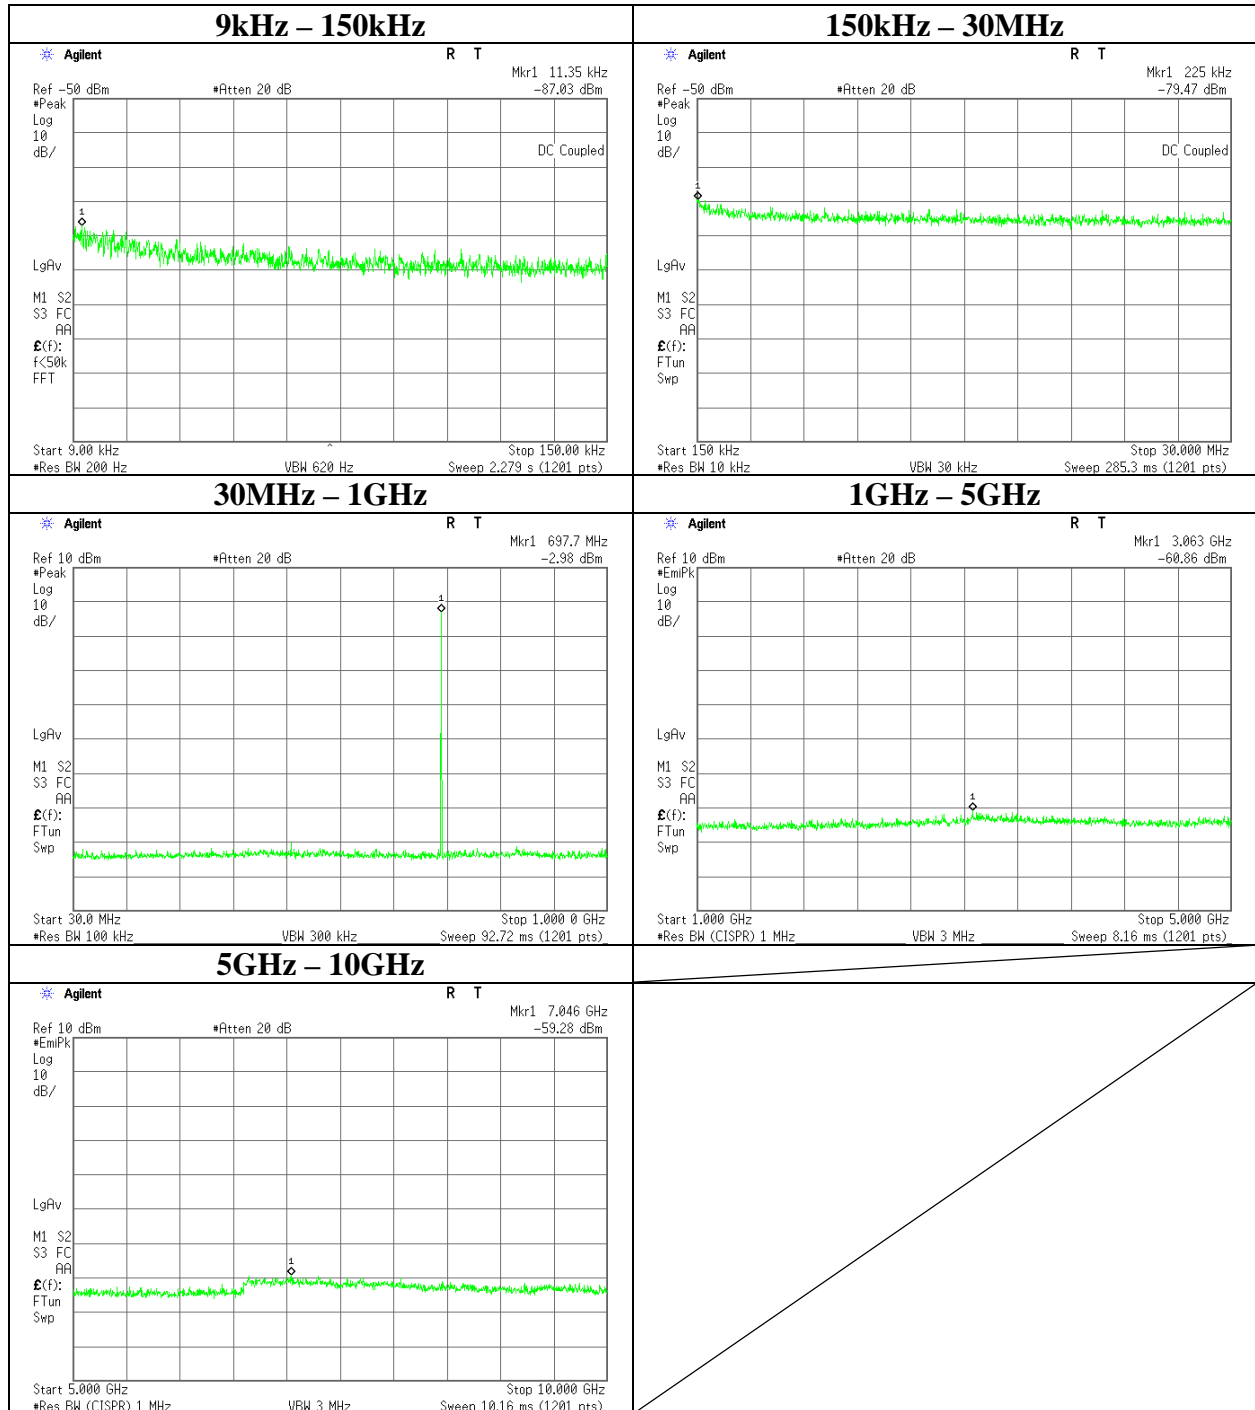 9kHz – 150kHz
Agilent R T
Mkr1 11.35 kHz
Ref -50 dBm #Atten 20 dB -87.03 dBm
#Peak
Log
10
dB/
DC Coupled
1
LgAv
M1 S2
S3 FC
AA
£(f):
f<50k
FFT
Start 9.00 kHz Stop 150.00 kHz
#Res BW 200 Hz VBW 620 Hz Sweep 2.279 s (1201 pts)
150kHz – 30MHz
Agilent R T
Mkr1 225 kHz
Ref -50 dBm #Atten 20 dB -79.47 dBm
#Peak
Log
10
dB/
DC Coupled
1
LgAv
M1 S2
S3 FC
AA
£(f):
FTun
Swp
Start 150 kHz Stop 30.000 MHz
#Res BW 10 kHz VBW 30 kHz Sweep 285.3 ms (1201 pts)
30MHz – 1GHz
Agilent R T
Mkr1 697.7 MHz
Ref 10 dBm #Atten 20 dB -2.98 dBm
#Peak
Log
10
dB/
1
LgAv
M1 S2
S3 FC
AA
£(f):
FTun
Swp
Start 30.0 MHz Stop 1.000 0 GHz
#Res BW 100 kHz VBW 300 kHz Sweep 92.72 ms (1201 pts)
1GHz – 5GHz
Agilent R T
Mkr1 3.063 GHz
Ref 10 dBm #Atten 20 dB -60.86 dBm
#EmiPk
Log
10
dB/
1
LgAv
M1 S2
S3 FC
AA
£(f):
FTun
Swp
Start 1.000 GHz Stop 5.000 GHz
#Res BW (CISPR) 1 MHz VBW 3 MHz Sweep 8.16 ms (1201 pts)
5GHz – 10GHz
Agilent R T
Mkr1 7.046 GHz
Ref 10 dBm #Atten 20 dB -59.28 dBm
#EmiPk
Log
10
dB/
1
LgAv
M1 S2
S3 FC
AA
£(f):
FTun
Swp
Start 5.000 GHz Stop 10.000 GHz
#Res BW (CISPR) 1 MHz VBW 3 MHz Sweep 10.16 ms (1201 pts)